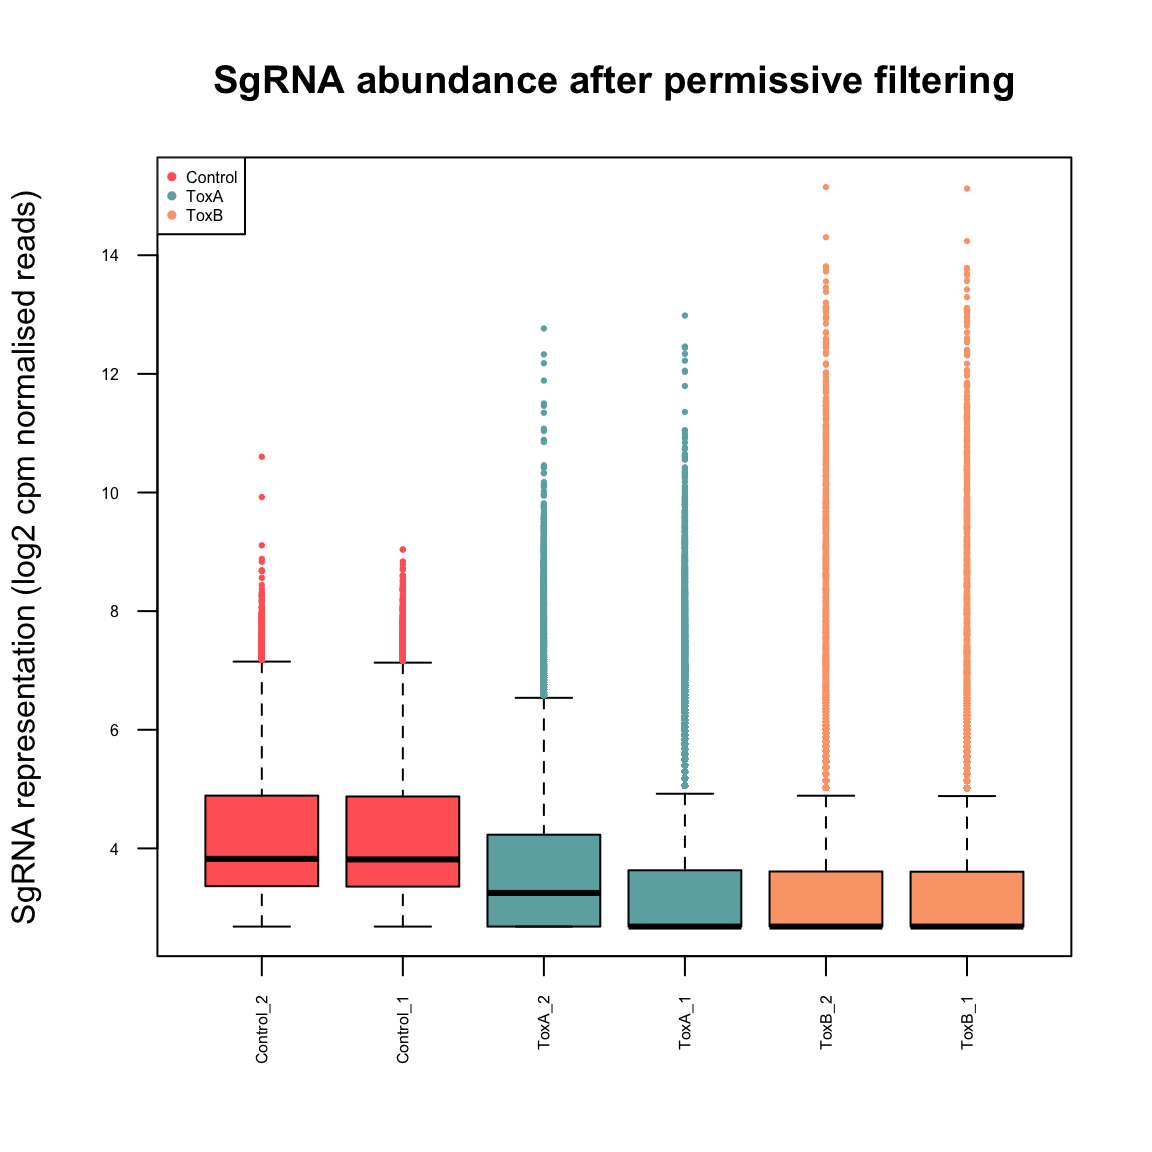 SgRNA abundance after permissive filtering
SgRNA representation (log2 cpm normalised reads)
Control
ToxA
ToxB
14
12
10
8
6
4
Control_2
Control_1
ToxA_2
ToxA_1
ToxB_2
ToxB_1